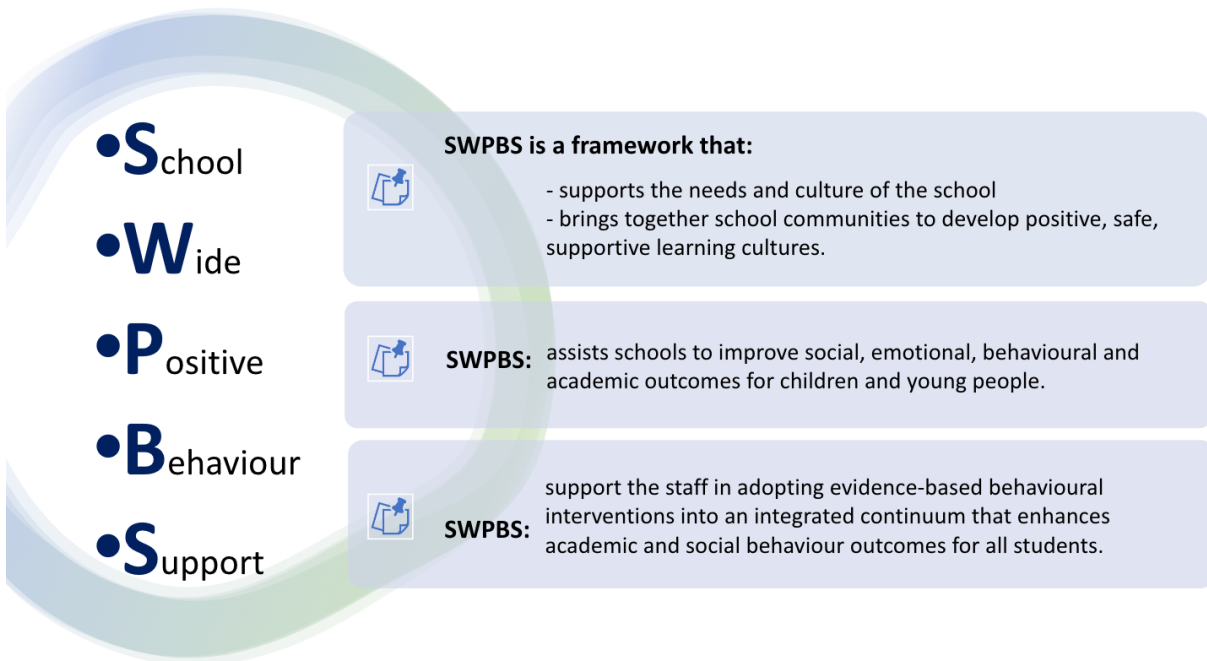 •School
•Wide
•Positive
•Behaviour
•Support
SWPBS is a framework that:
- supports the needs and culture of the school
- brings together school communities to develop positive, safe,
supportive learning cultures.
SWPBS: assists schools to improve social, emotional, behavioural and
academic outcomes for children and young people.
SWPBS: support the staff in adopting evidence-based behavioural
interventions into an integrated continuum that enhances
academic and social behaviour outcomes for all students.